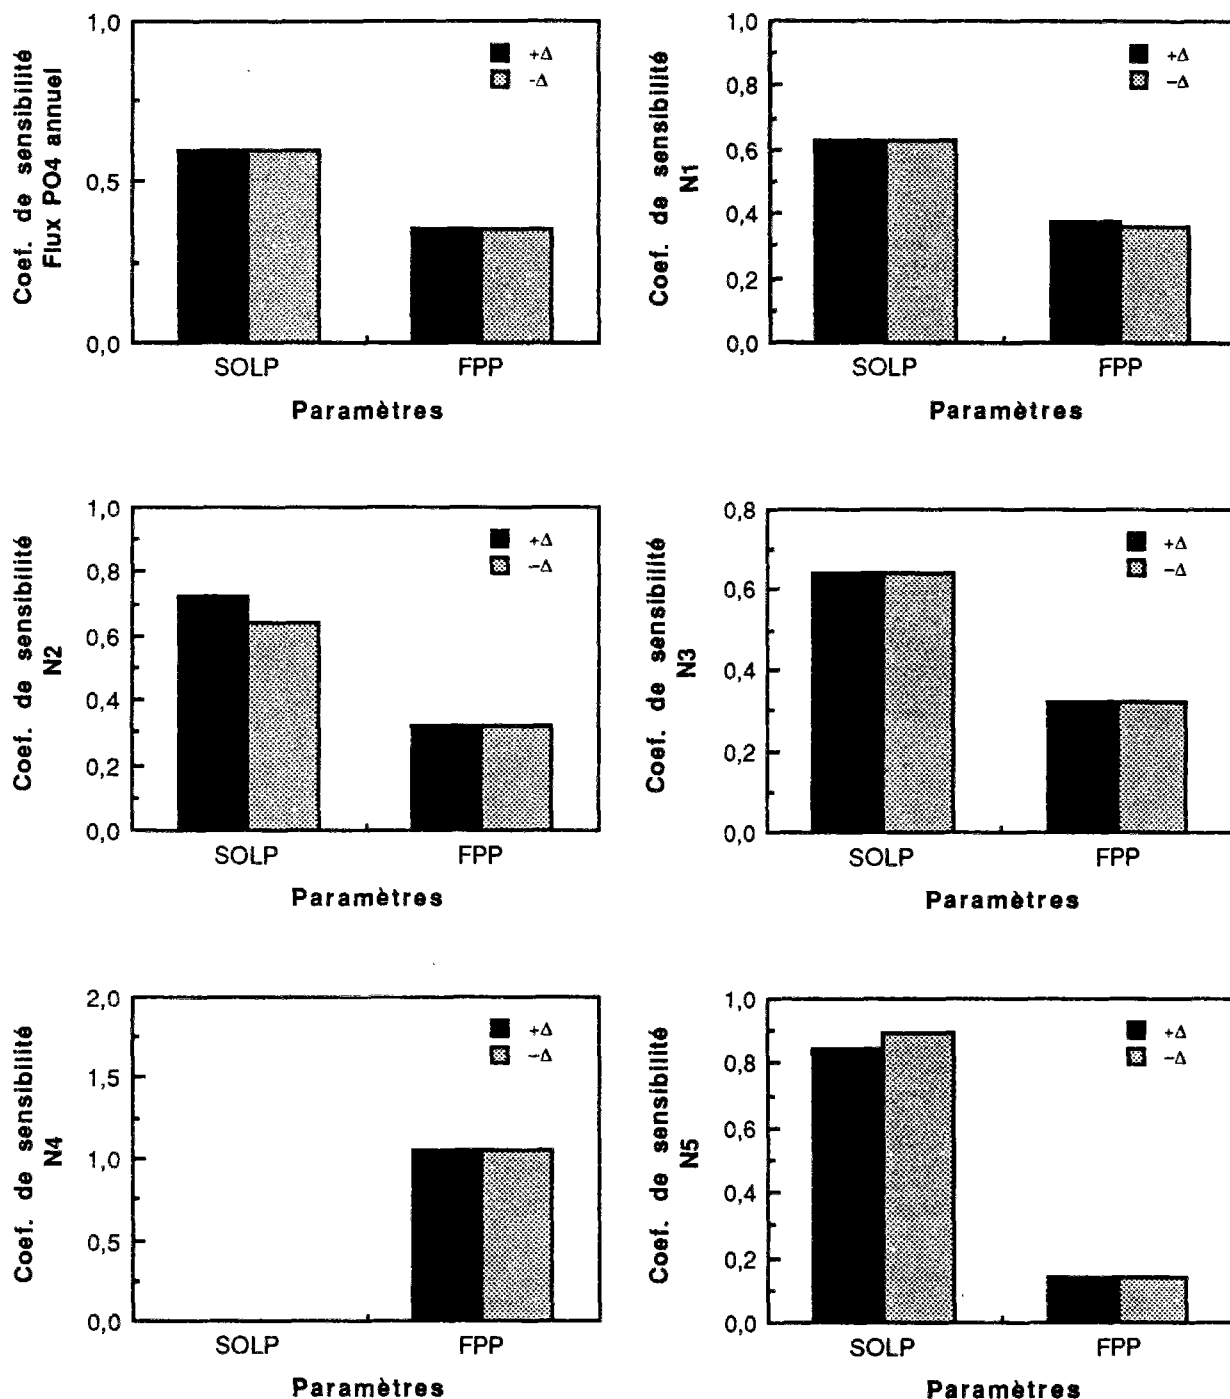 Coef. de sensibilité
Flux PO4 annuel
1,0
0,5
0,0
+Δ
-Δ
SOLP
FPP
Paramètres
Coef. de sensibilité
N1
1,0
0,8
0,6
0,4
0,2
0,0
+Δ
-Δ
SOLP
FPP
Paramètres
Coef. de sensibilité
N2
1,0
0,8
0,6
0,4
0,2
0,0
+Δ
-Δ
SOLP
FPP
Paramètres
Coef. de sensibilité
N3
0,8
0,6
0,4
0,2
0,0
+Δ
-Δ
SOLP
FPP
Paramètres
Coef. de sensibilité
N4
2,0
1,5
1,0
0,5
0,0
+Δ
-Δ
SOLP
FPP
Paramètres
Coef. de sensibilité
N5
1,0
0,8
0,6
0,4
0,2
0,0
+Δ
-Δ
SOLP
FPP
Paramètres